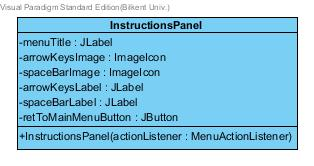 Visual Paradigm Standard Edition(Bilkent Univ.)
InstructionsPanel
-menuTitle : JLabel
-arrowKeysImage : ImageIcon
-spaceBarImage : ImageIcon
-arrowKeysLabel : JLabel
-spaceBarLabel : JLabel
-retToMainMenuButton : JButton
+InstructionsPanel(actionListener : MenuActionListener)